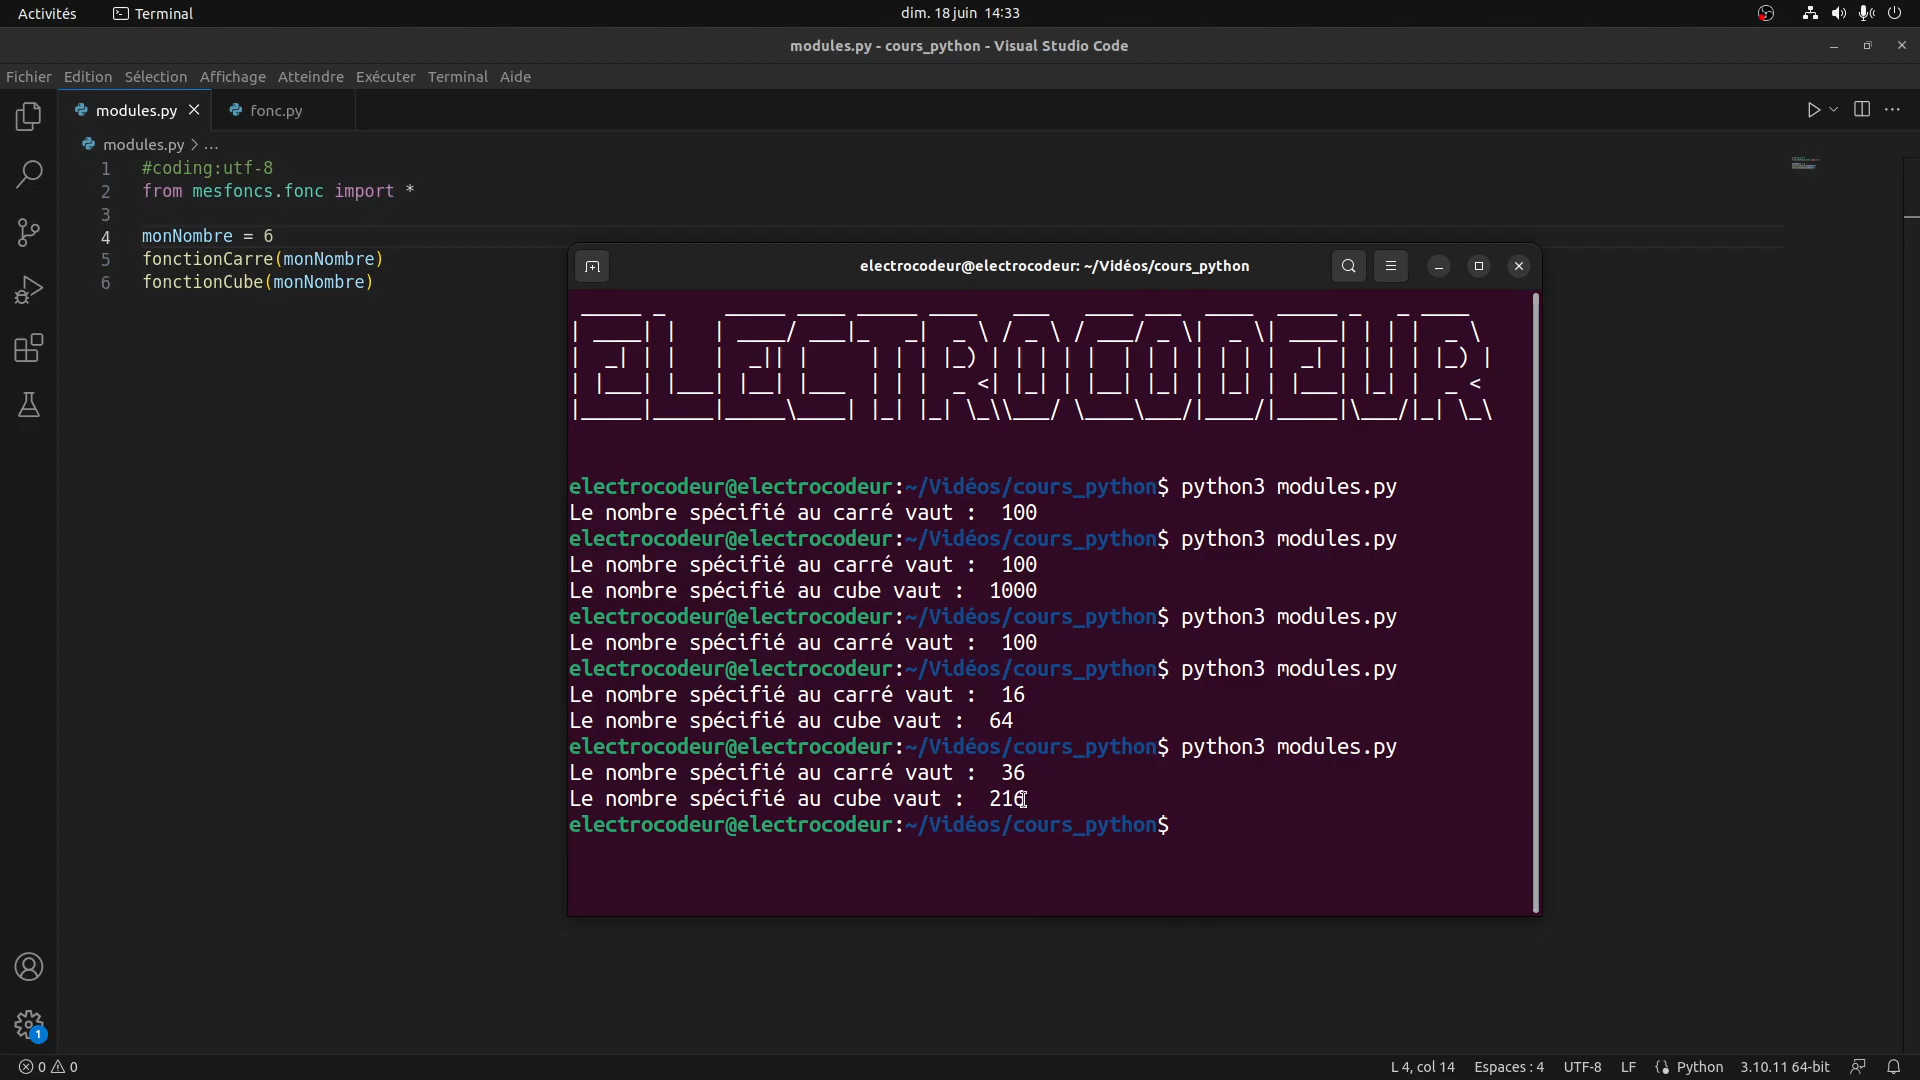 Activités
Terminal
dim. 18 juin 14:33
modules.py - cours_python - Visual Studio Code
Fichier Edition Sélection Affichage Atteindre Exécuter Terminal Aide
modules.py
fonc.py
modules.py > ...
1 #coding:utf-8
2 from mesfoncs.fonc import *
3
4 monNombre = 6
5 fonctionCarre(monNombre)
6 fonctionCube(monNombre)
electrocodeur@electrocodeur: ~/Vidéos/cours_python
ELECTROCODEUR
electrocodeur@electrocodeur:~/Vidéos/cours_python$ python3 modules.py
Le nombre spécifié au carré vaut :  100
electrocodeur@electrocodeur:~/Vidéos/cours_python$ python3 modules.py
Le nombre spécifié au carré vaut :  100
Le nombre spécifié au cube vaut :  1000
electrocodeur@electrocodeur:~/Vidéos/cours_python$ python3 modules.py
Le nombre spécifié au carré vaut :  100
electrocodeur@electrocodeur:~/Vidéos/cours_python$ python3 modules.py
Le nombre spécifié au carré vaut :  16
Le nombre spécifié au cube vaut :  64
electrocodeur@electrocodeur:~/Vidéos/cours_python$ python3 modules.py
Le nombre spécifié au carré vaut :  36
Le nombre spécifié au cube vaut :  216
electrocodeur@electrocodeur:~/Vidéos/cours_python$
1
0 0
L 4, col 14 Espaces : 4 UTF-8 LF Python 3.10.11 64-bit